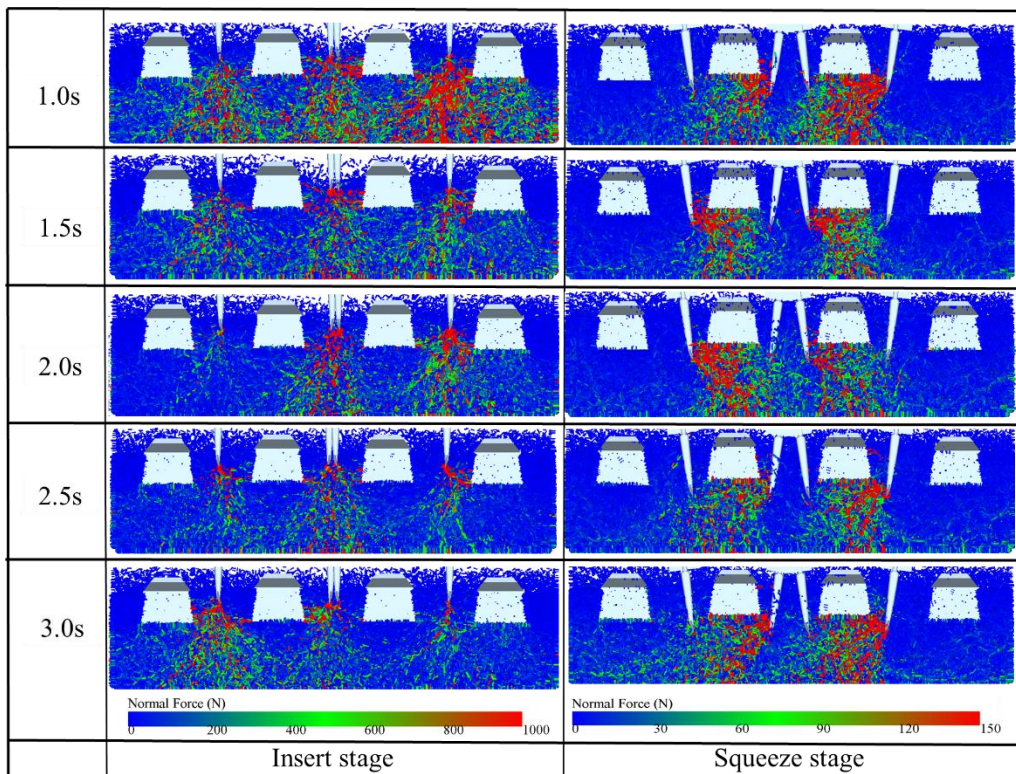 1.0s
1.5s
2.0s
2.5s
3.0s
Normal Force (N)
0 200 400 600 800 1000
Normal Force (N)
0 30 60 90 120 150
Insert stage Squeeze stage